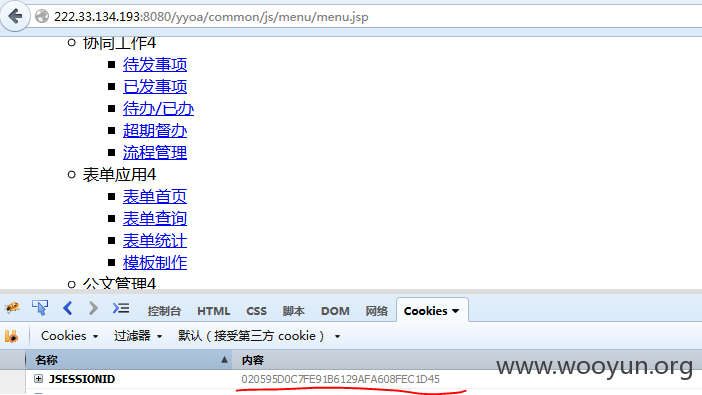 222.33.134.193:8080/yyoa/common/js/menu/menu.jsp
协同工作4
待发事项
已发事项
待办/已办
超期督办
流程管理
表单应用4
表单首页
表单查询
表单统计
模板制作
公文管理4
控制台 HTML CSS 脚本 DOM 网络 Cookies
Cookies 过滤器 默认（接受第三方 cookie）
名称 内容
JSESSIONID 020595D0C7FE91B6129AFA608FEC1D45
www.wooyun.org